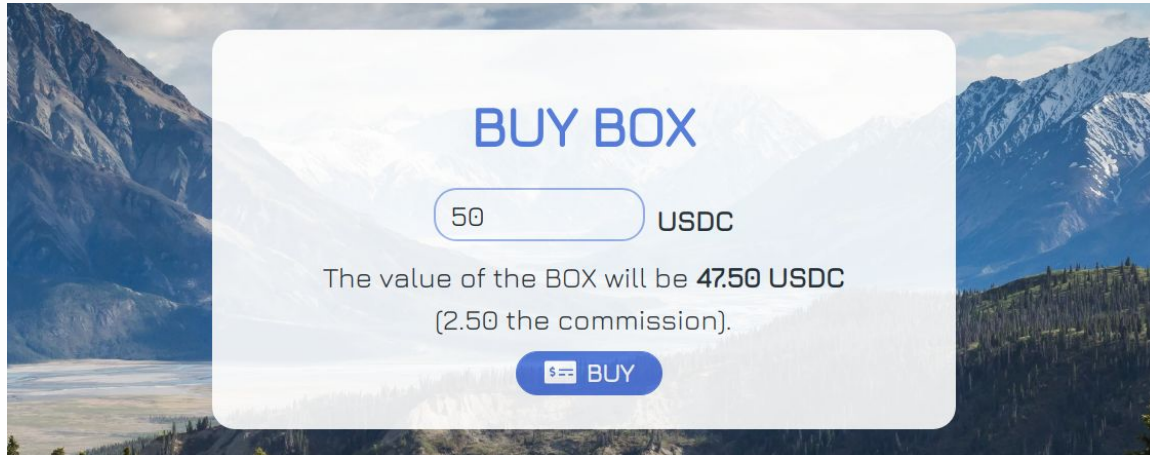 BUY BOX
50 USDC
The value of the BOX will be 47.50 USDC
(2.50 the commission).
BUY